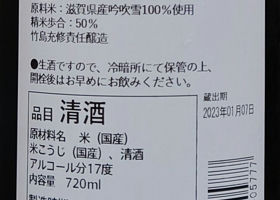 原料米：滋賀県産吟吹雪100%使用
精米歩合：50%
竹島充修責任醸造
●生酒ですので、冷暗所にて保管の上、
開栓後はお早めにお飲みください。
品目 清酒
原材料名 米（国産）
米こうじ（国産）、清酒
アルコール分17度
内容量 720ml
蔵出期
2023年01月07日
05777